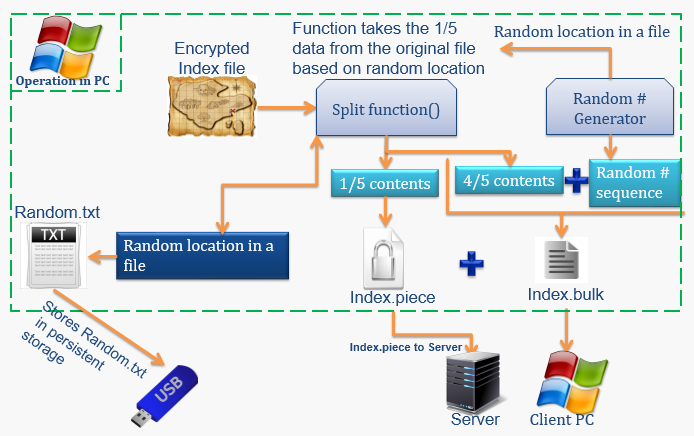 Operation in PC
Encrypted
Index file
Function takes the 1/5
data from the original file
based on random location
Random location in a file
Split function()
Random #
Generator
1/5 contents
4/5 contents
Random #
sequence
Random.txt
TXT
Random location in a
file
Index.piece
Index.bulk
Stores Random.txt
in persistent
storage
USB
Index.piece to Server
Server
Client PC